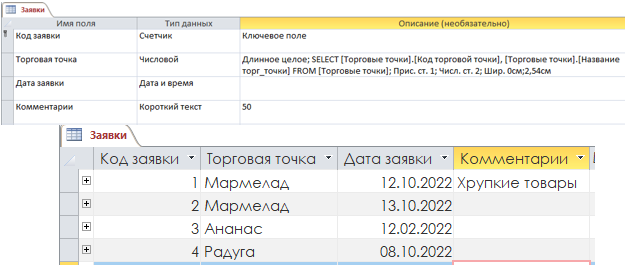 Заявки
Имя поля Тип данных Описание (необязательно)
Код заявки Счетчик Ключевое поле
Торговая точка Числовой Длинное целое; SELECT [Торговые точки].[Код торговой точки], [Торговые точки].[Название
торг_точки] FROM [Торговые точки]; Прис. ст. 1; Числ. ст. 2; Шир. 0см;2,54см
Дата заявки Дата и время
Комментарии Короткий текст 50
Заявки
Код заявки Торговая точка Дата заявки Комментарии
1 Мармелад 12.10.2022 Хрупкие товары
2 Мармелад 13.10.2022
3 Ананас 12.02.2022
4 Радуга 08.10.2022